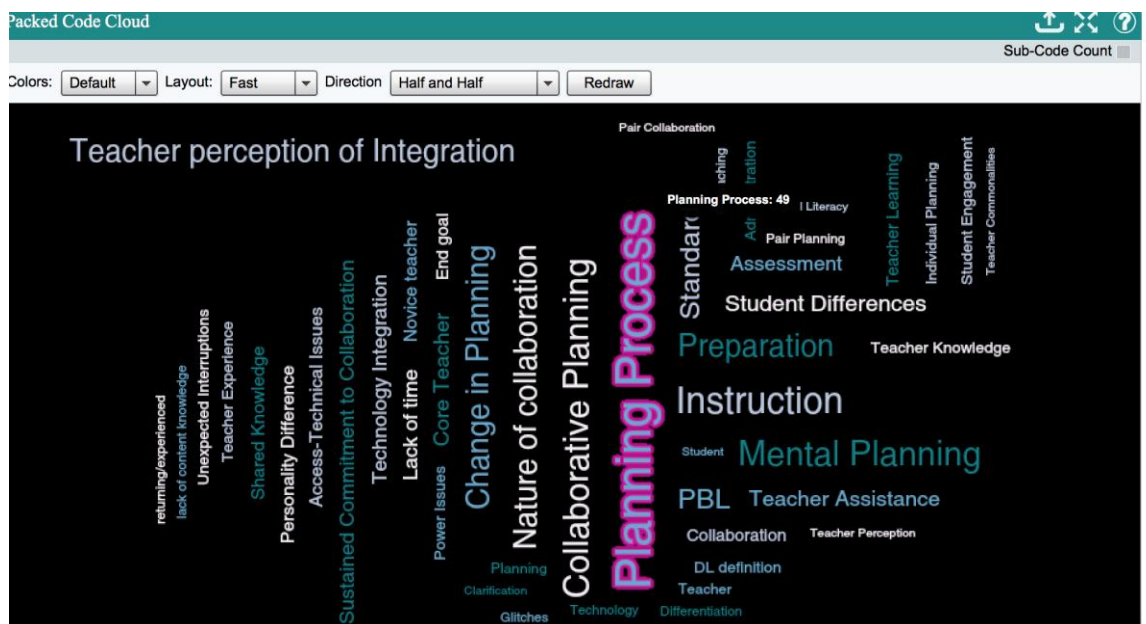 Packed Code Cloud
Sub-Code Count
Colors: Default Layout: Fast Direction Half and Half Redraw
Teacher perception of Integration
Pair Collaboration
Planning Process: 49
Literacy
Pair Planning
Assessment
Student Differences
Preparation
Teacher Knowledge
Instruction
Student
Mental Planning
PBL
Teacher Assistance
Collaboration
Teacher Perception
DL definition
Teacher
Differentiation
Technology
Glitches
Clarification
Planning
returning/experienced
lack of content knowledge
Unexpected Interruptions
Teacher Experience
Shared Knowledge
Personality Difference
Access-Technical Issues
Sustained Commitment to Collaboration
Technology Integration
Lack of time
Novice teacher
End goal
Core Teacher
Power Issues
Change in Planning
Nature of collaboration
Collaborative Planning
Planning Process
Teacher Learning
Individual Planning
Student Engagement
Teacher Commonalities